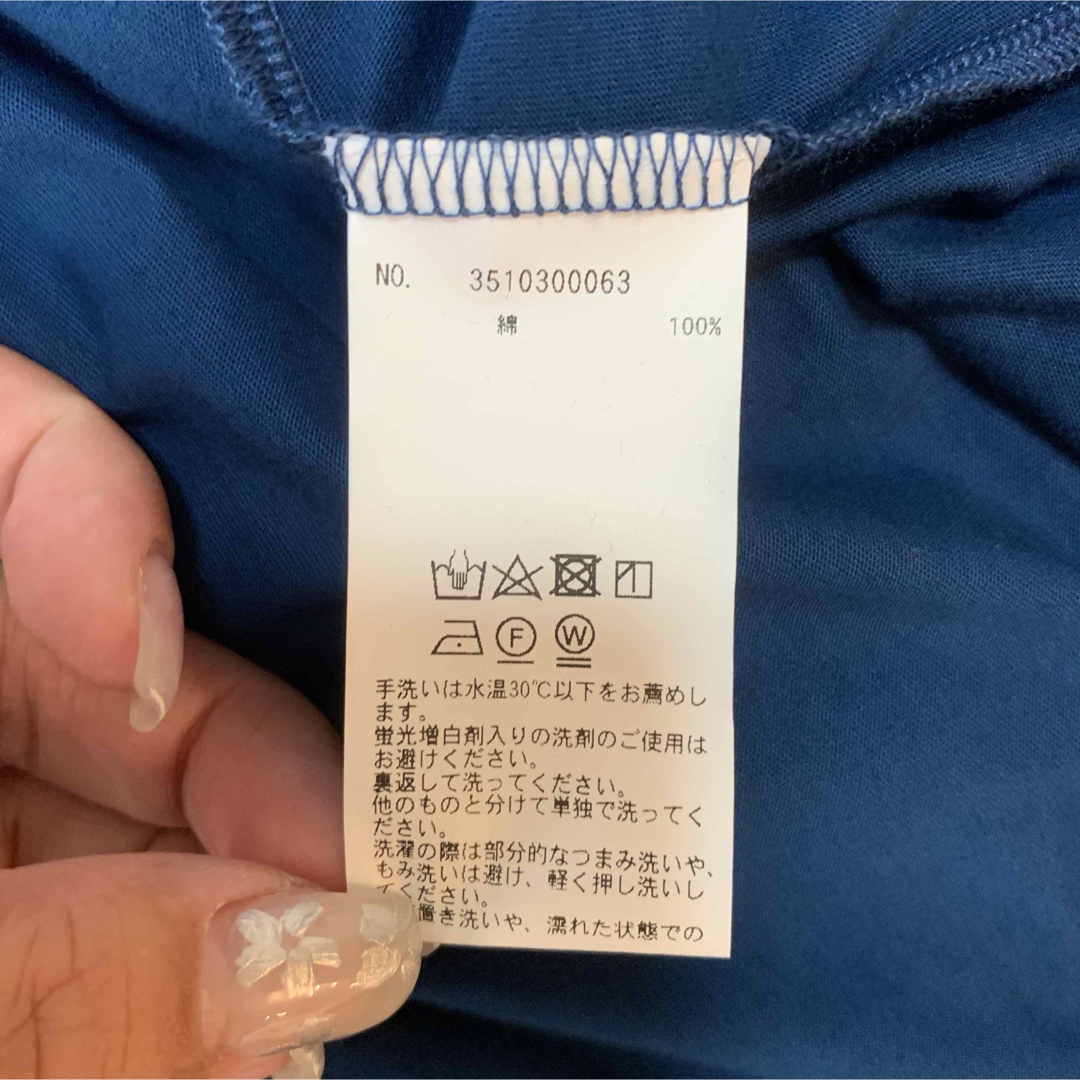 NO. 3510300063
綿 100%
F W
手洗いは水温30℃以下をお薦めし
ます。
蛍光増白剤入りの洗剤のご使用は
お避けください。
裏返して洗ってください。
他のものと分けて単独で洗ってく
ださい。
洗濯の際は部分的なつまみ洗いや、
もみ洗いは避け、軽く押し洗いし
てください。
置き洗いや、濡れた状態での